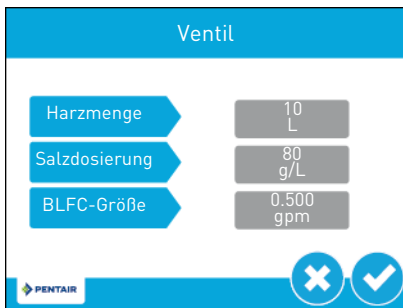 Ventil
Harzmenge
10
L
Salzdosierung
80
g/L
BLFC-Größe
0.500
gpm
PENTAIR